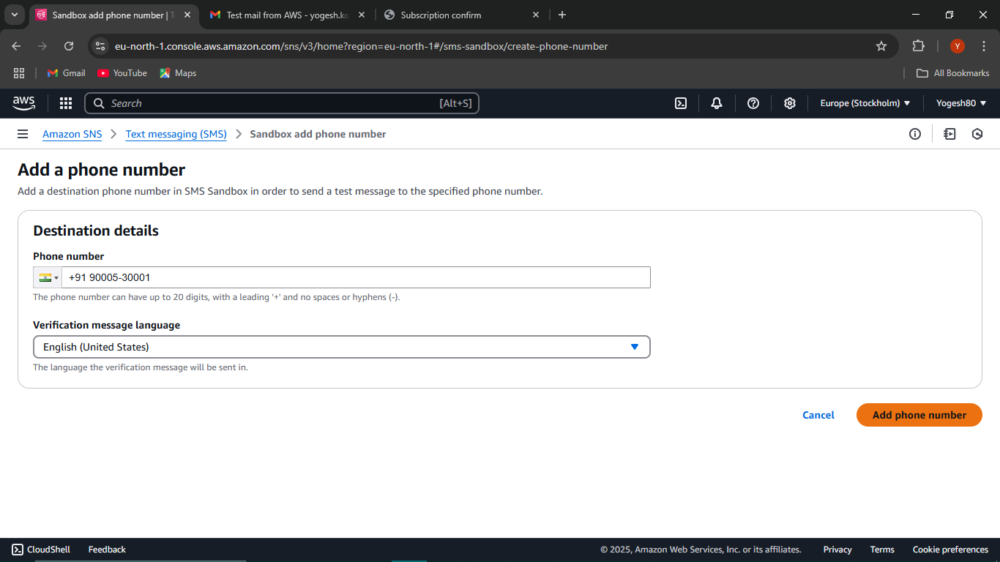 Sandbox add phone number | T
Test mail from AWS - yogesh.ko
Subscription confirm
eu-north-1.console.aws.amazon.com/sns/v3/home?region=eu-north-1#/sms-sandbox/create-phone-number
Y
Gmail
YouTube
Maps
All Bookmarks
aws
Search
[Alt+S]
Europe (Stockholm)
Yogesh80
Amazon SNS
Text messaging (SMS)
Sandbox add phone number
Add a phone number
Add a destination phone number in SMS Sandbox in order to send a test message to the specified phone number.
Destination details
Phone number
+91 90005-30001
The phone number can have up to 20 digits, with a leading '+' and no spaces or hyphens (-).
Verification message language
English (United States)
The language the verification message will be sent in.
Cancel
Add phone number
CloudShell
Feedback
© 2025, Amazon Web Services, Inc. or its affiliates.
Privacy
Terms
Cookie preferences